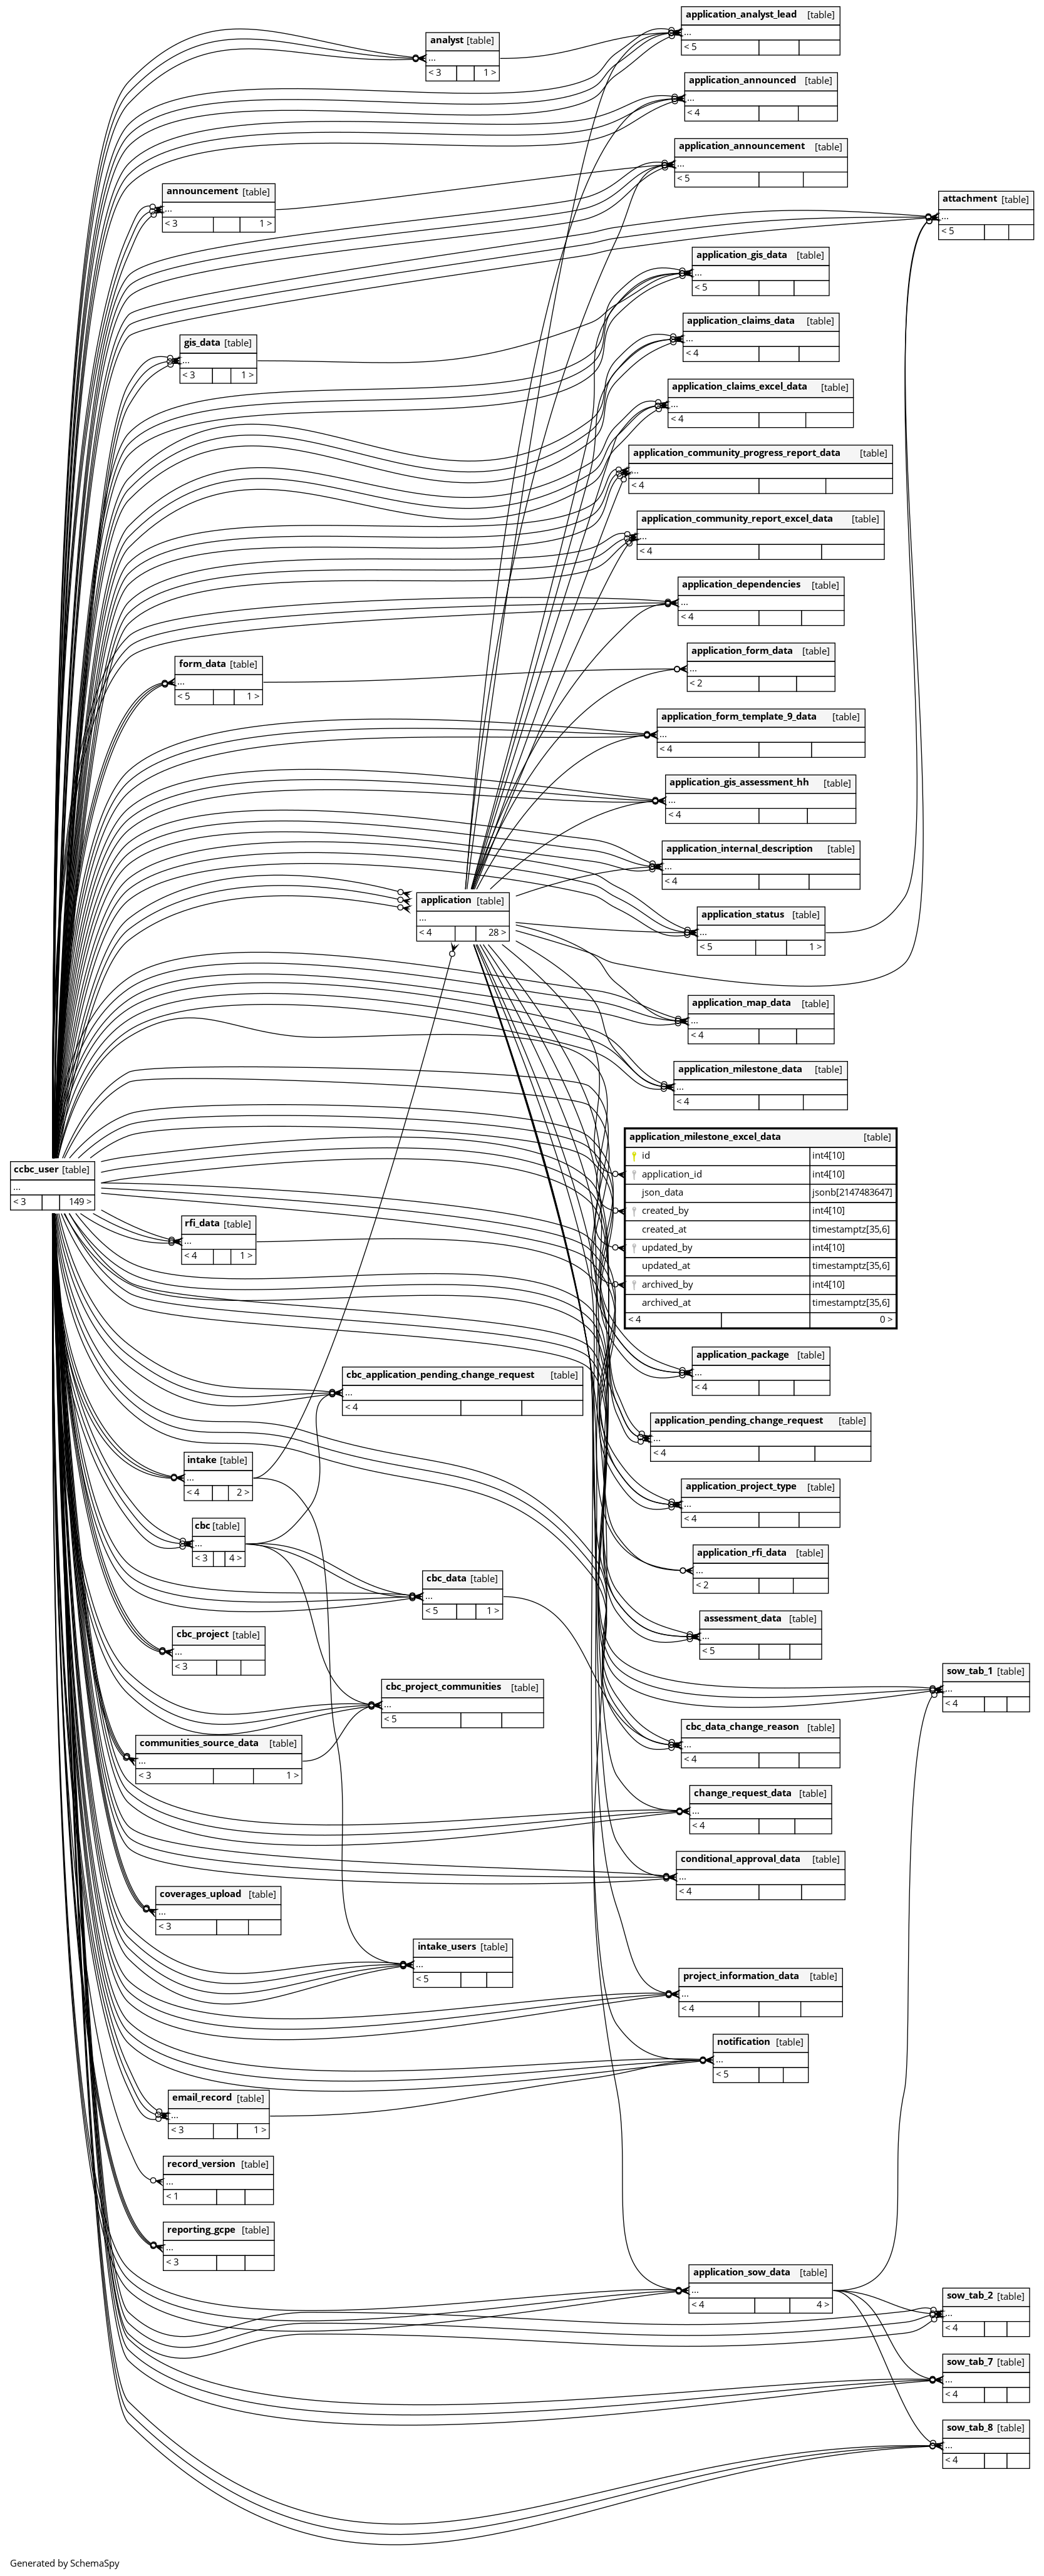 application_analyst_lead [table]
...
< 5
analyst [table]
...
< 3 1 >
application_announced [table]
...
< 4
application_announcement [table]
...
< 5
announcement [table]
...
< 3 1 >
attachment [table]
...
< 5
application_gis_data [table]
...
< 5
application_claims_data [table]
...
< 4
gis_data [table]
...
< 3 1 >
application_claims_excel_data [table]
...
< 4
application_community_progress_report_data [table]
...
< 4
application_community_report_excel_data [table]
...
< 4
application_dependencies [table]
...
< 4
application_form_data [table]
...
< 2
form_data [table]
...
< 5 1 >
application_form_template_9_data [table]
...
< 4
application_gis_assessment_hh [table]
...
< 4
application_internal_description [table]
...
< 4
application [table]
...
< 4 28 >
application_status [table]
...
< 5 1 >
application_map_data [table]
...
< 4
application_milestone_data [table]
...
< 4
application_milestone_excel_data [table]
id int4[10]
application_id int4[10]
json_data jsonb[2147483647]
created_by int4[10]
created_at timestamptz[35,6]
updated_by int4[10]
updated_at timestamptz[35,6]
archived_by int4[10]
archived_at timestamptz[35,6]
< 4 0 >
ccbc_user [table]
...
< 3 149 >
rfi_data [table]
...
< 4 1 >
application_package [table]
...
< 4
cbc_application_pending_change_request [table]
...
< 4
application_pending_change_request [table]
...
< 4
intake [table]
...
< 4 2 >
application_project_type [table]
...
< 4
cbc [table]
...
< 3 4 >
application_rfi_data [table]
...
< 2
cbc_data [table]
...
< 5 1 >
assessment_data [table]
...
< 5
cbc_project [table]
...
< 3
sow_tab_1 [table]
...
< 4
cbc_project_communities [table]
...
< 5
cbc_data_change_reason [table]
...
< 4
communities_source_data [table]
...
< 3 1 >
change_request_data [table]
...
< 4
conditional_approval_data [table]
...
< 4
coverages_upload [table]
...
< 3
intake_users [table]
...
< 5
project_information_data [table]
...
< 4
notification [table]
...
< 5
email_record [table]
...
< 3 1 >
record_version [table]
...
< 1
reporting_gcpe [table]
...
< 3
application_sow_data [table]
...
< 4 4 >
sow_tab_2 [table]
...
< 4
sow_tab_7 [table]
...
< 4
sow_tab_8 [table]
...
< 4
Generated by SchemaSpy